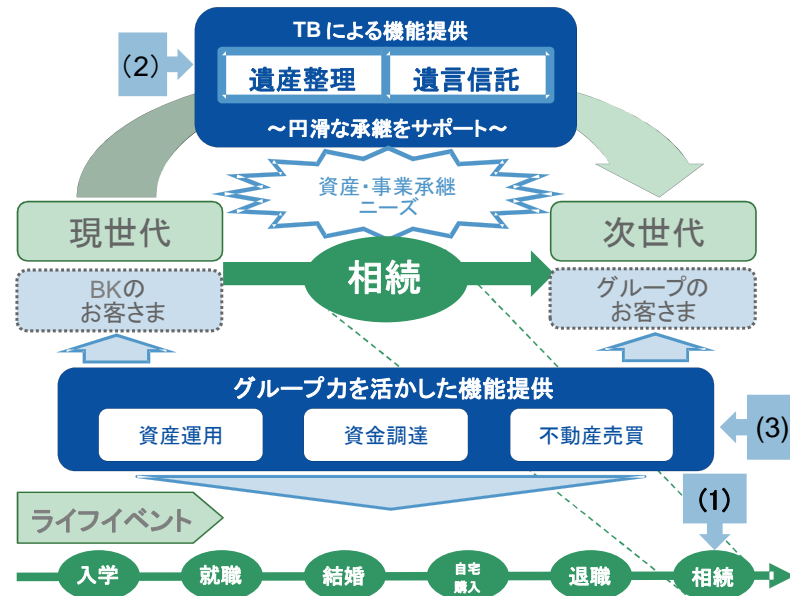 TBによる機能提供
(2)
遺産整理
遺言信託
～円滑な承継をサポート～
資産・事業承継
ニーズ
現世代
次世代
相続
BKの
お客さま
グループの
お客さま
グループ力を活かした機能提供
資産運用
資金調達
不動産売買
(3)
(1)
ライフイベント
入学
就職
結婚
自宅
購入
退職
相続